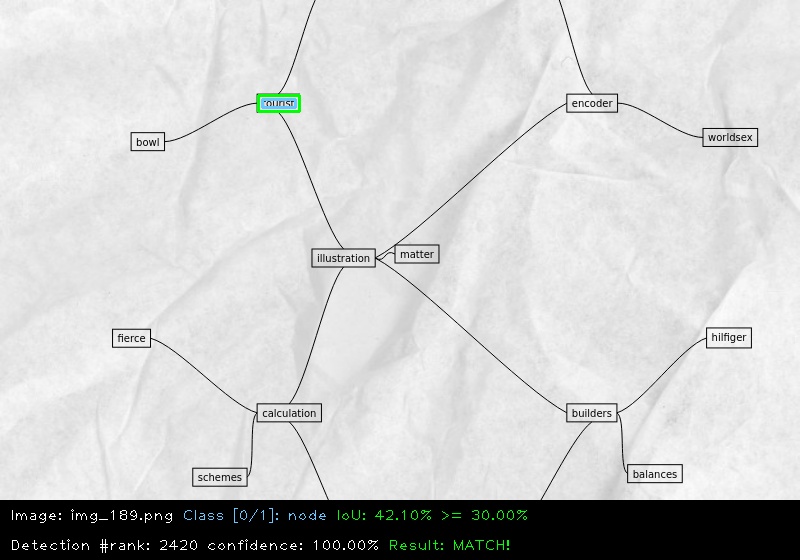 tourist
encoder
bowl
worldsex
illustration
matter
fierce
hilfiger
calculation
builders
schemes
balances
Image: img_189.png Class [0/1]: node IoU: 42.10% >= 30.00%
Detection #rank: 2420 confidence: 100.00% Result: MATCH!